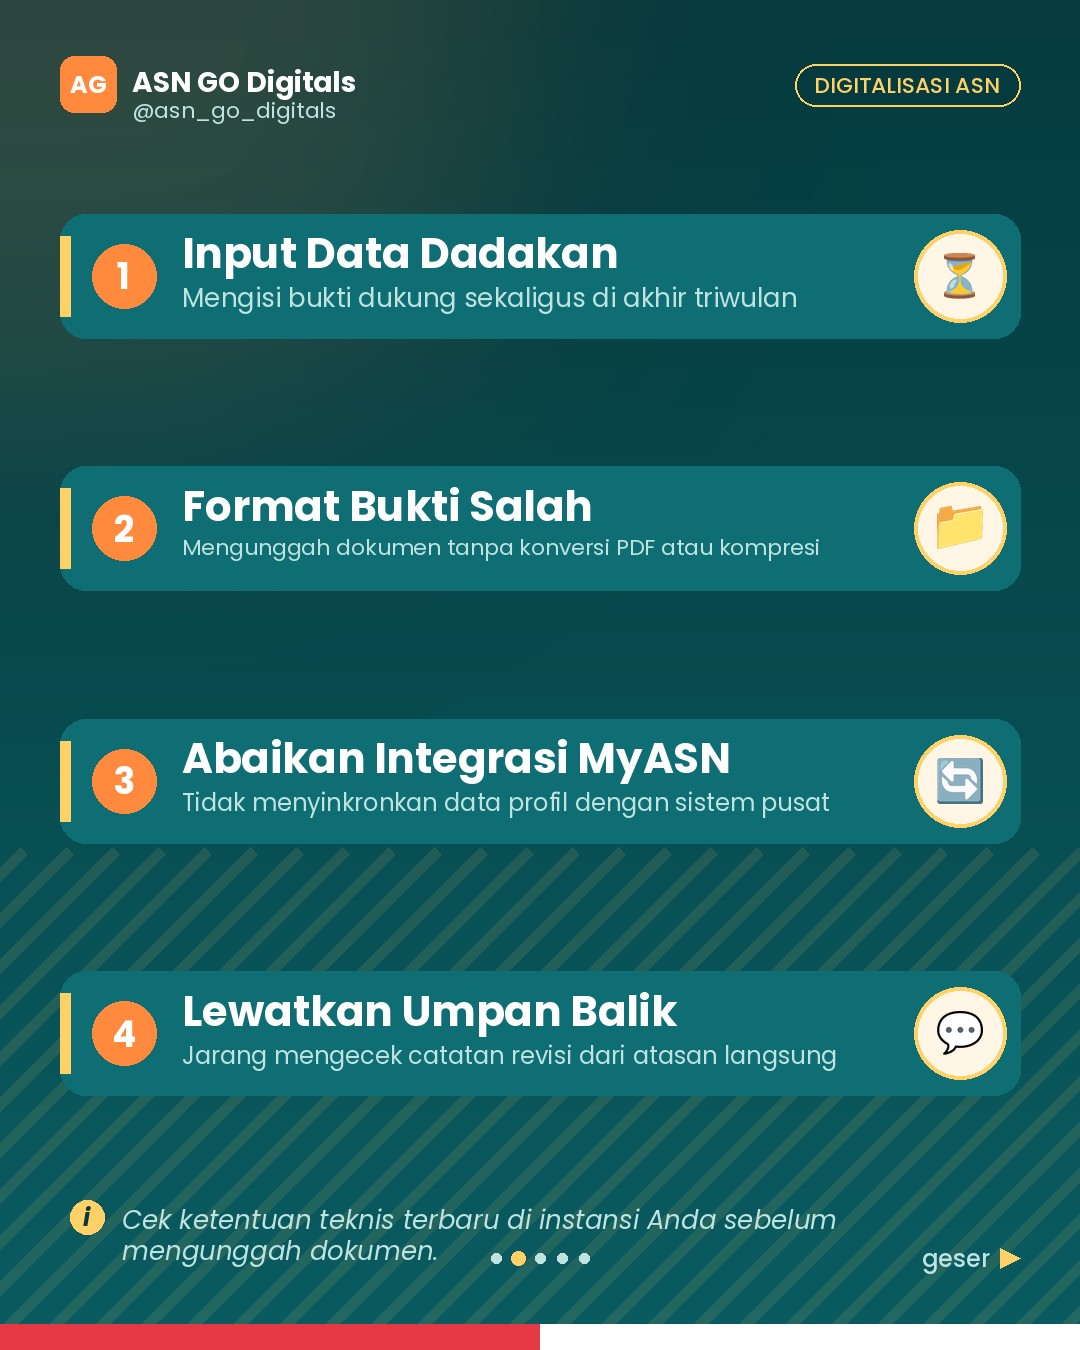 AG
ASN GO Digitals
@asn_go_digitals
DIGITALISASI ASN
1
Input Data Dadakan
Mengisi bukti dukung sekaligus di akhir triwulan
2
Format Bukti Salah
Mengunggah dokumen tanpa konversi PDF atau kompresi
3
Abaikan Integrasi MyASN
Tidak menyinkronkan data profil dengan sistem pusat
4
Lewatkan Umpan Balik
Jarang mengecek catatan revisi dari atasan langsung
i
Cek ketentuan teknis terbaru di instansi Anda sebelum
mengunggah dokumen.
geser